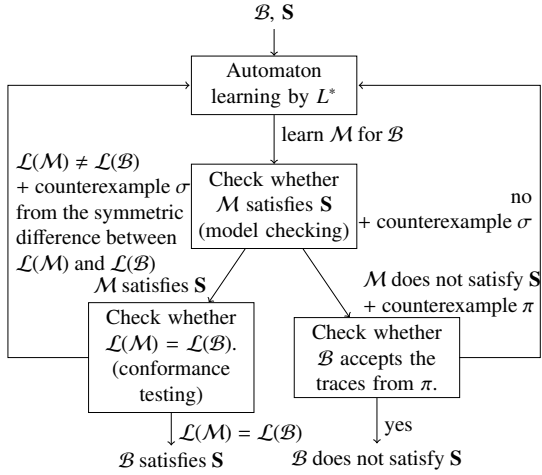 ℬ, S
Automaton
learning by L*
learn ℳ for ℬ
ℒ(ℳ) ≠ ℒ(ℬ)
+ counterexample σ
from the symmetric
difference between
ℒ(ℳ) and ℒ(ℬ)
Check whether
ℳ satisfies S
(model checking)
no
+ counterexample σ
ℳ satisfies S
ℳ does not satisfy S
+ counterexample π
Check whether
ℒ(ℳ) = ℒ(ℬ).
(conformance
testing)
Check whether
ℬ accepts the
traces from π.
ℒ(ℳ) = ℒ(ℬ)
yes
ℬ satisfies S
ℬ does not satisfy S